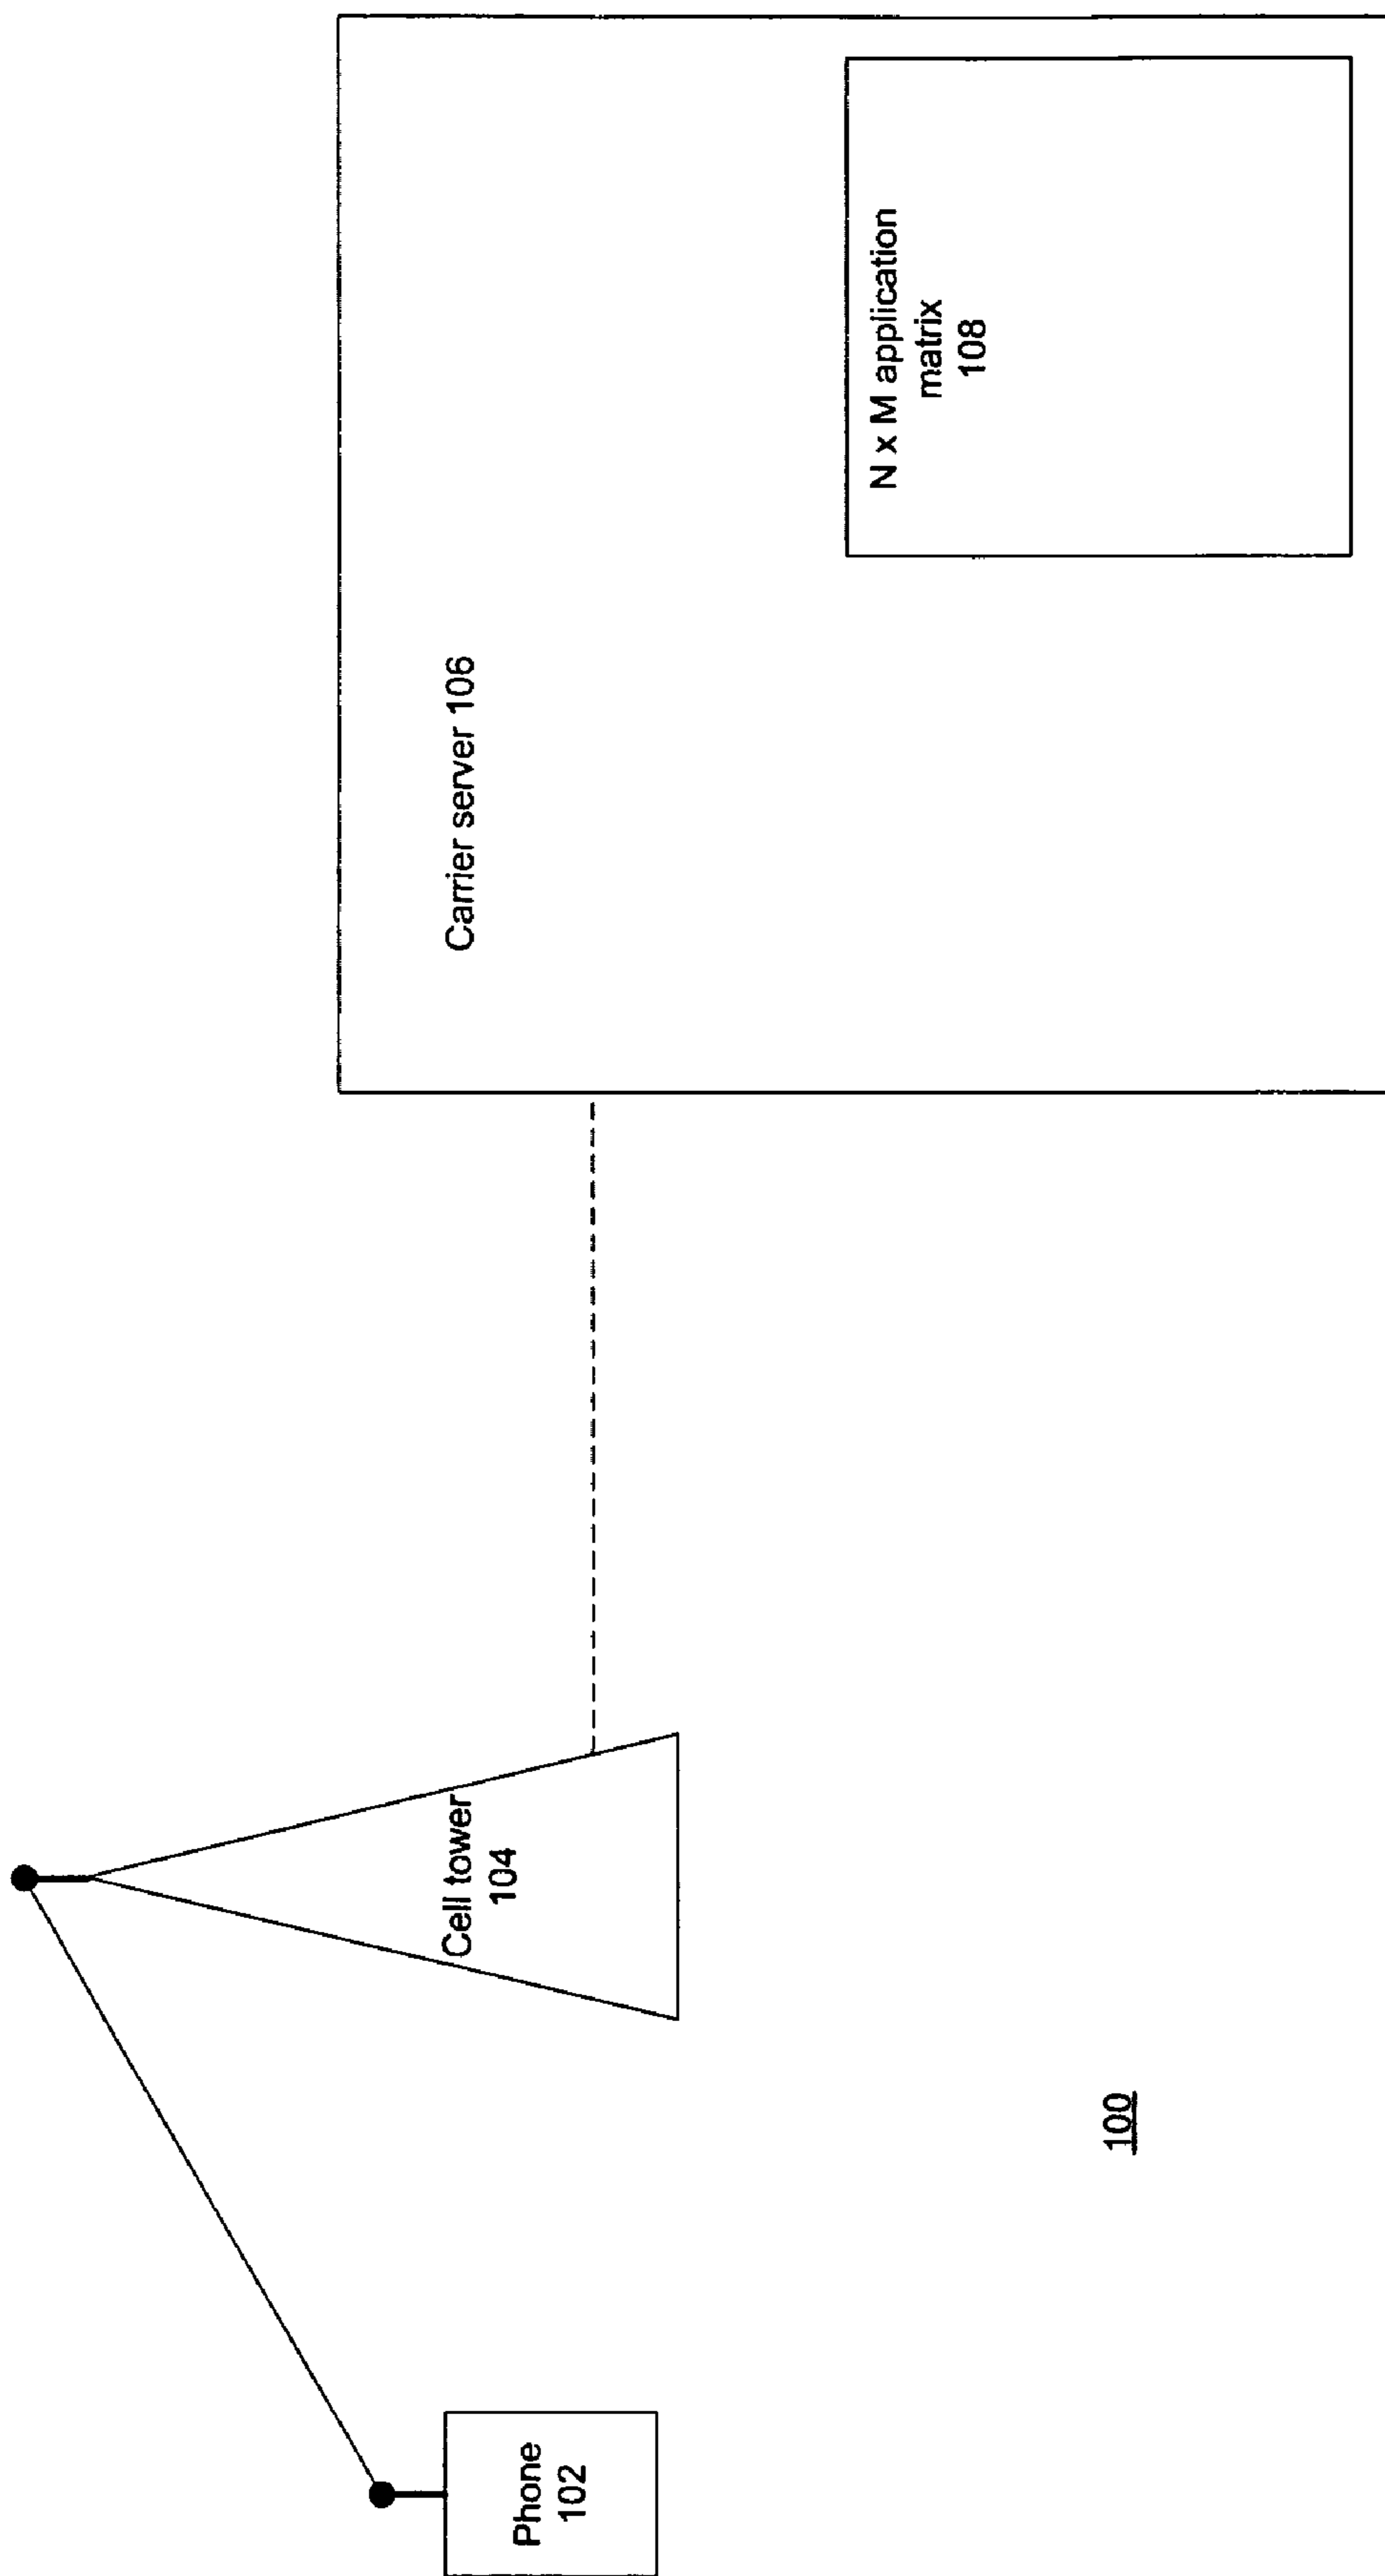 Phone
102
Cell tower
104
Carrier server 106
N x M application
matrix
108
100